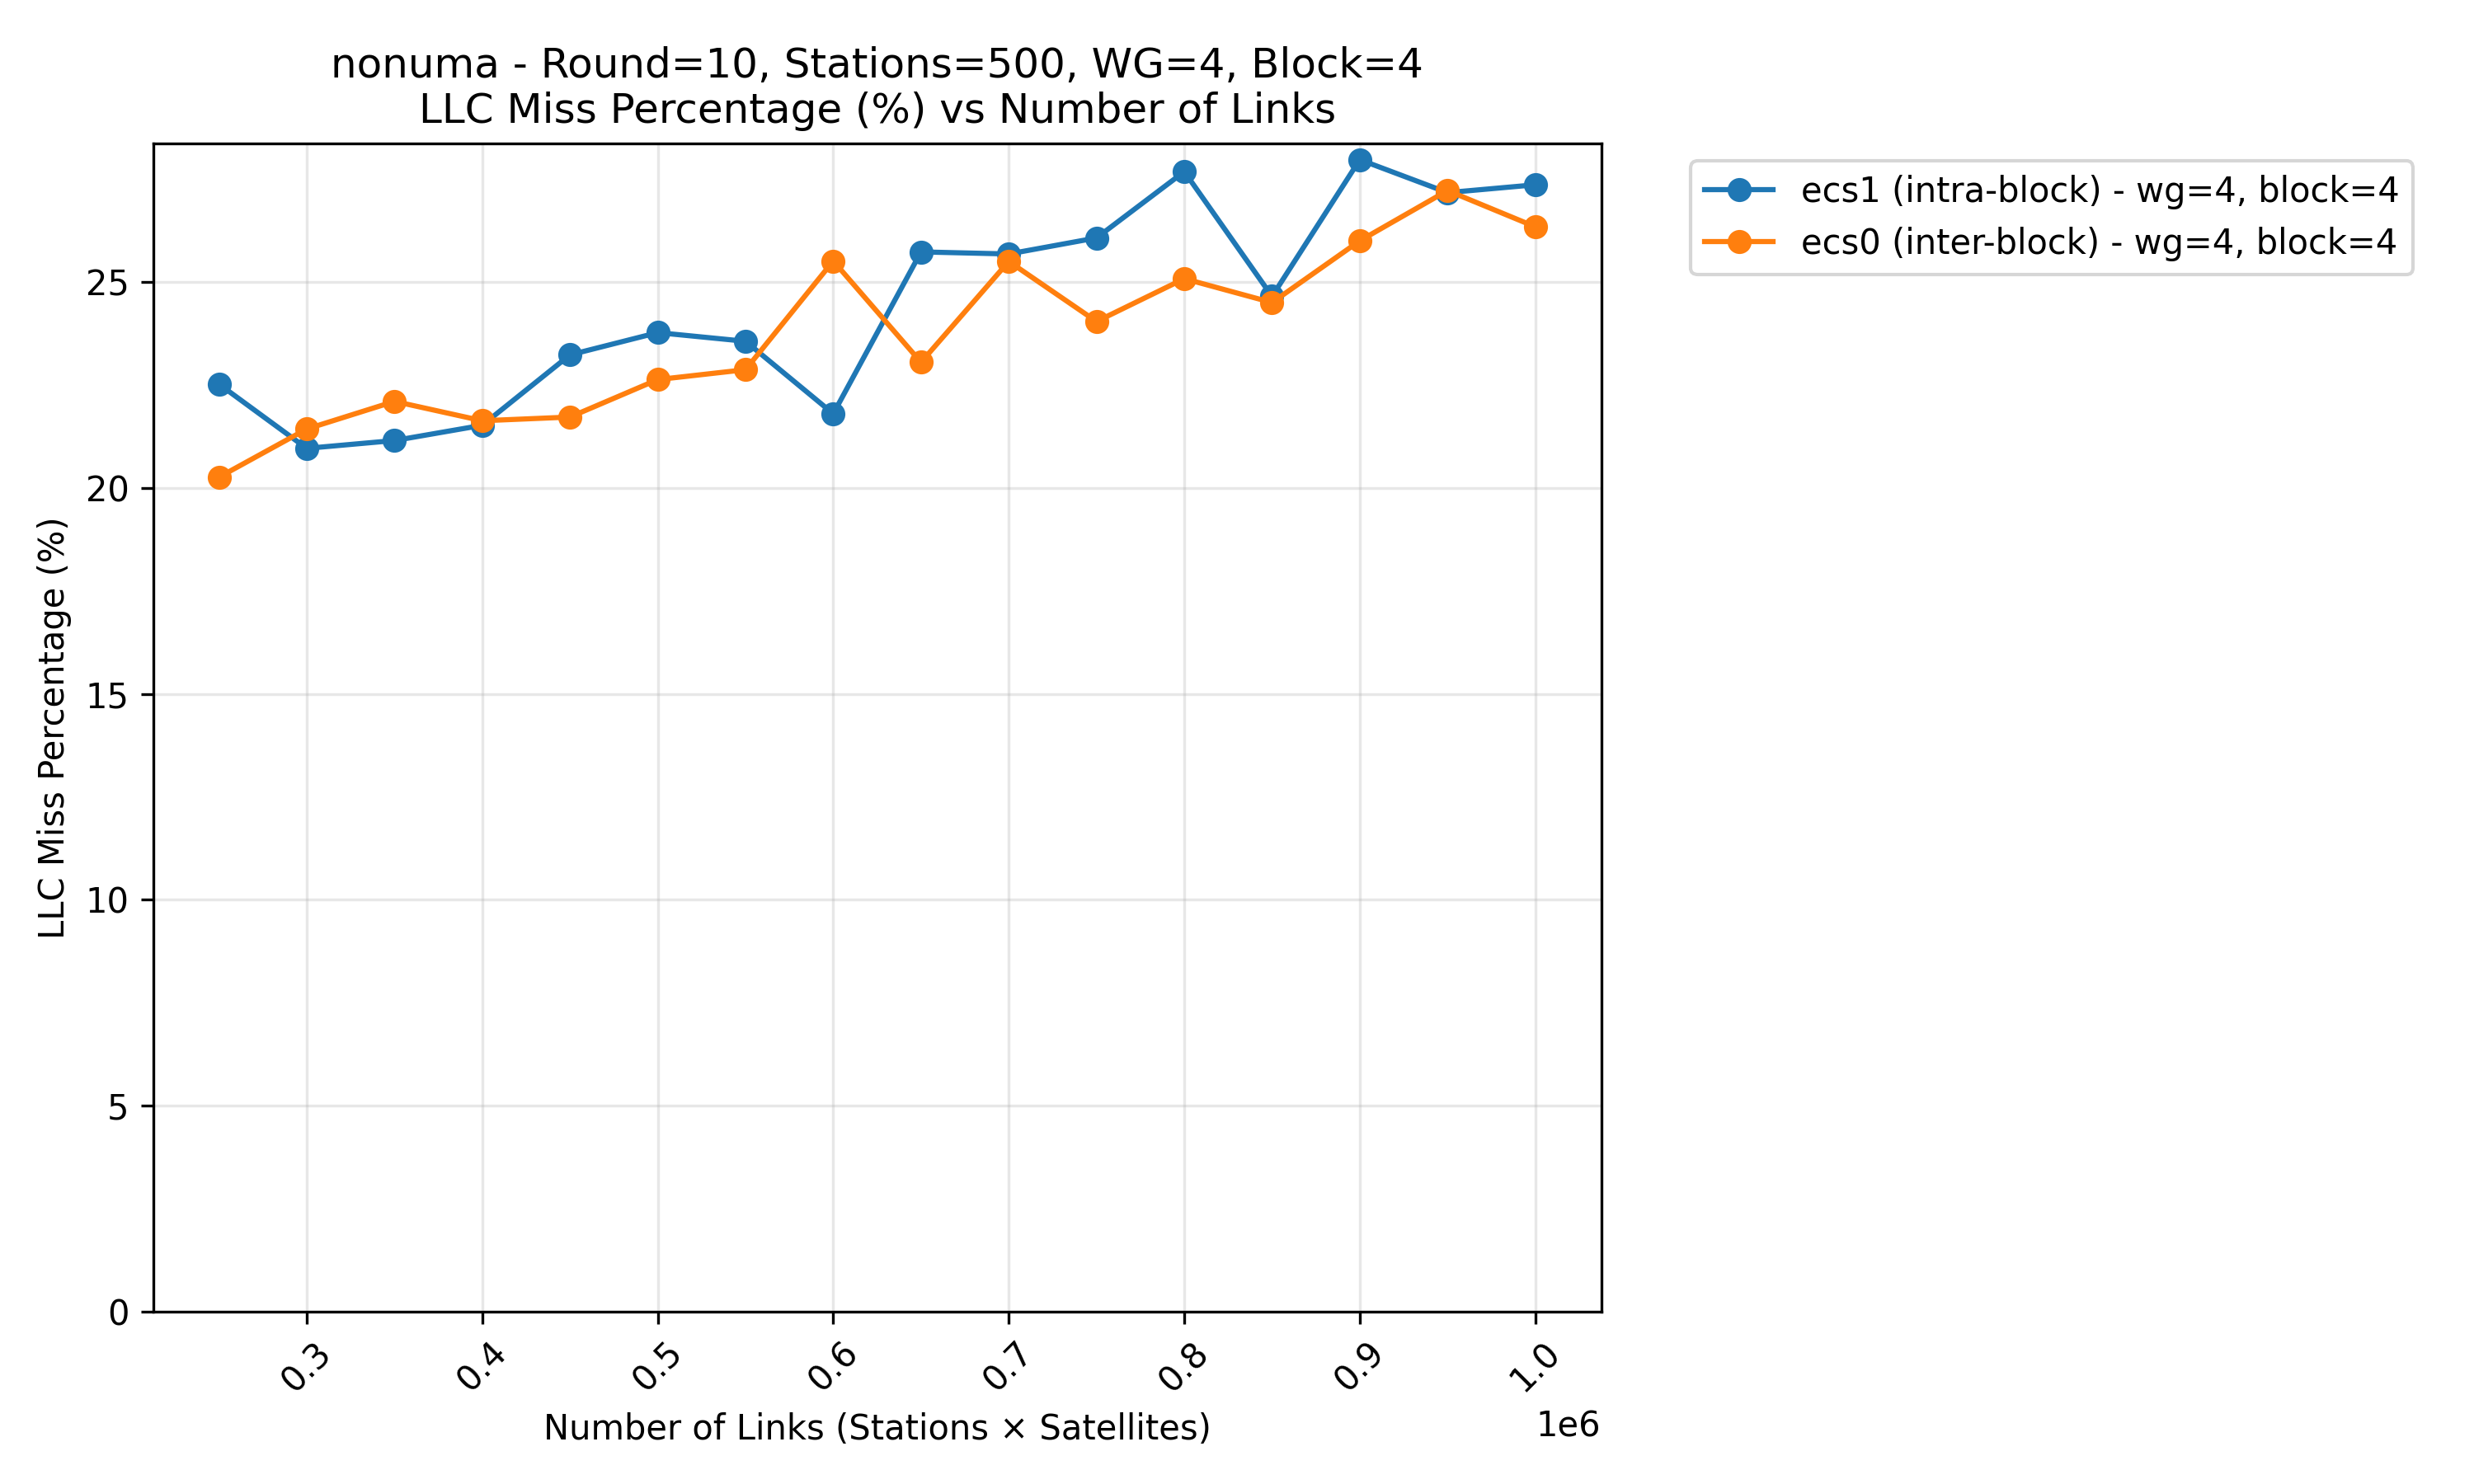 nonuma - Round=10, Stations=500, WG=4, Block=4
LLC Miss Percentage (%) vs Number of Links
ecs1 (intra-block) - wg=4, block=4
ecs0 (inter-block) - wg=4, block=4
LLC Miss Percentage (%)
25
20
15
10
5
0
0.3 0.4 0.5 0.6 0.7 0.8 0.9 1.0
1e6
Number of Links (Stations × Satellites)